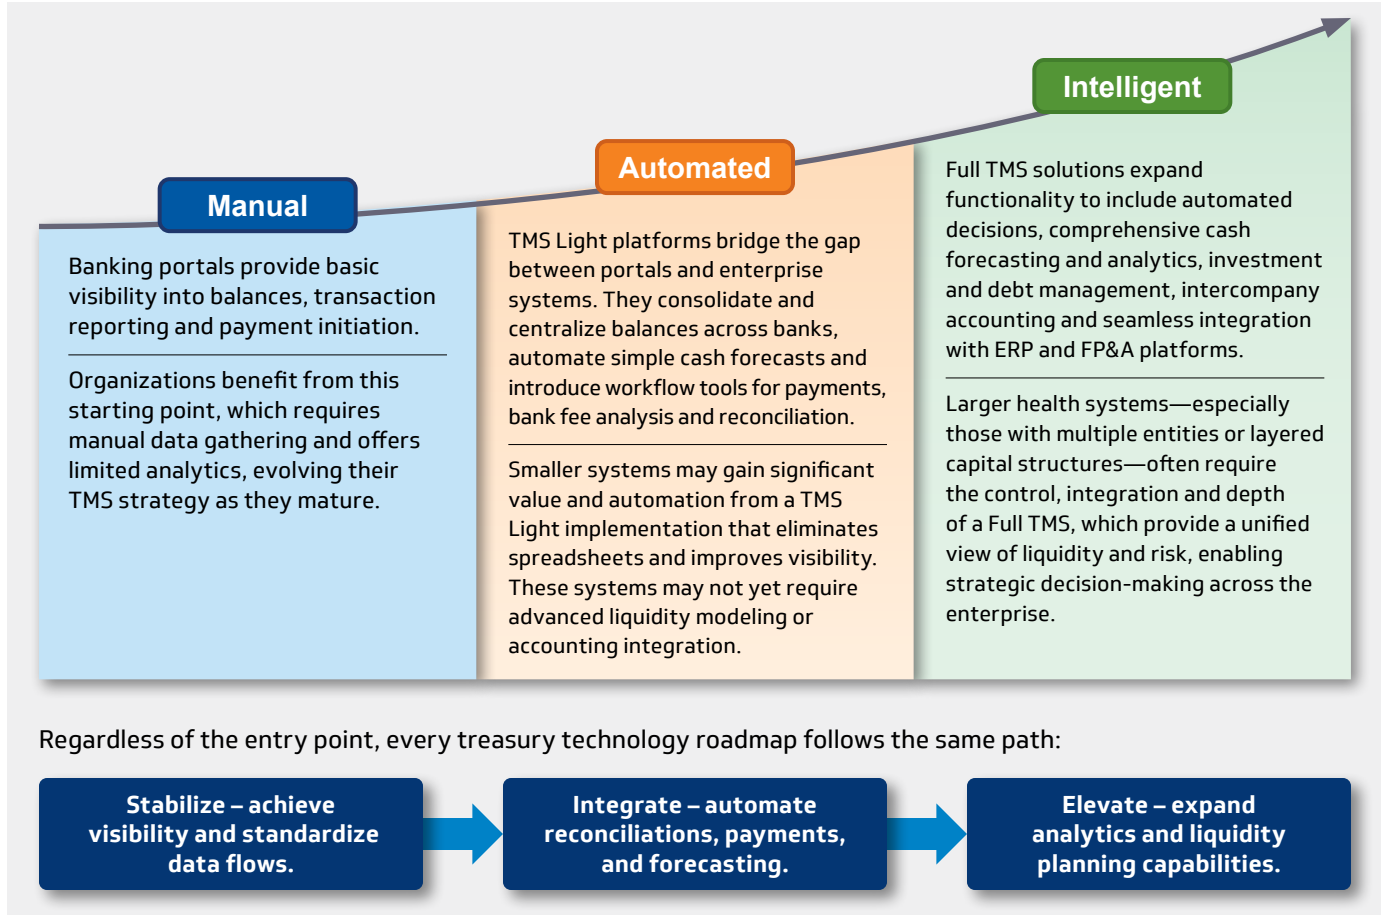 Manual
Banking portals provide basic
visibility into balances, transaction
reporting and payment initiation.
Organizations benefit from this
starting point, which requires
manual data gathering and offers
limited analytics, evolving their
TMS strategy as they mature.
Automated
TMS Light platforms bridge the gap
between portals and enterprise
systems. They consolidate and
centralize balances across banks,
automate simple cash forecasts and
introduce workflow tools for payments,
bank fee analysis and reconciliation.
Smaller systems may gain significant
value and automation from a TMS
Light implementation that eliminates
spreadsheets and improves visibility.
These systems may not yet require
advanced liquidity modeling or
accounting integration.
Intelligent
Full TMS solutions expand
functionality to include automated
decisions, comprehensive cash
forecasting and analytics, investment
and debt management, intercompany
accounting and seamless integration
with ERP and FP&A platforms.
Larger health systems—especially
those with multiple entities or layered
capital structures—often require
the control, integration and depth
of a Full TMS, which provide a unified
view of liquidity and risk, enabling
strategic decision-making across the
enterprise.
Regardless of the entry point, every treasury technology roadmap follows the same path:
Stabilize – achieve
visibility and standardize
data flows.
Integrate – automate
reconciliations, payments,
and forecasting.
Elevate – expand
analytics and liquidity
planning capabilities.